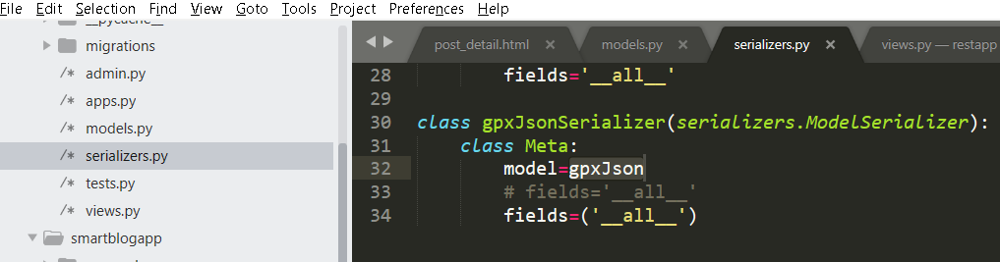 File Edit Selection Find View Goto Tools Project Preferences Help
__pycache__
migrations
admin.py
apps.py
models.py
serializers.py
tests.py
views.py
smartblogapp
post_detail.html × models.py × serializers.py × views.py — restapp
28 fields='__all__'
29
30 class gpxJsonSerializer(serializers.ModelSerializer):
31 class Meta:
32 model=gpxJson
33 # fields='__all__'
34 fields=('__all__')